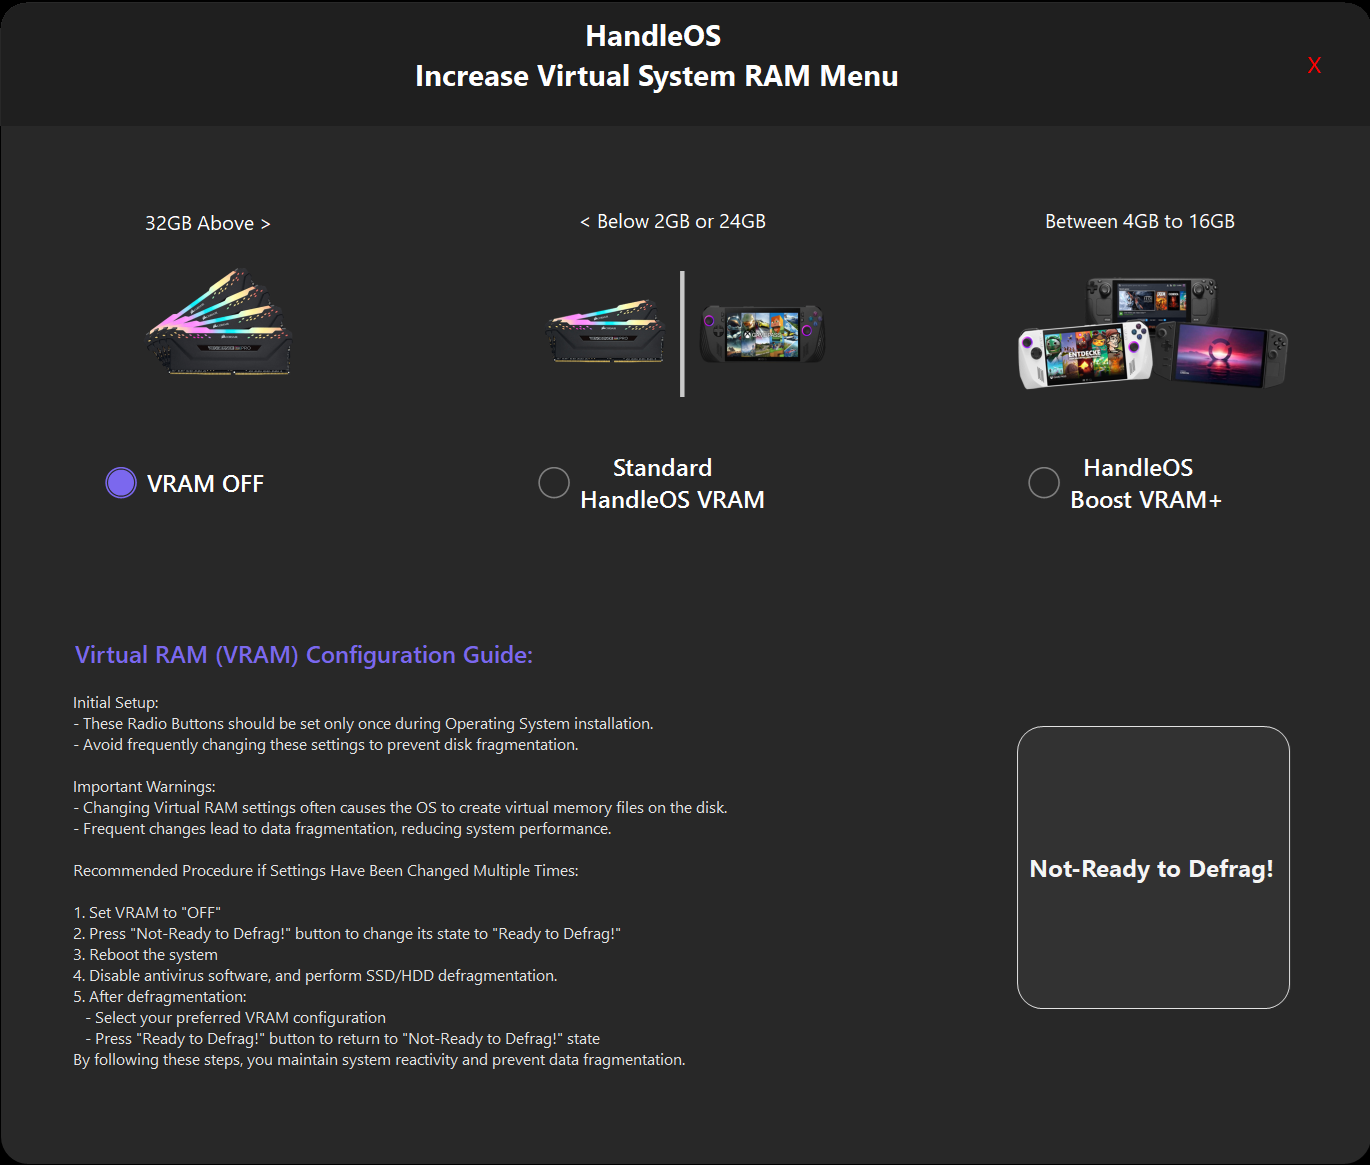 HandleOS
Increase Virtual System RAM Menu
X
32GB Above >
< Below 2GB or 24GB
Between 4GB to 16GB
ENTDECKE
VRAM OFF
Standard
HandleOS VRAM
HandleOS
Boost VRAM+
Virtual RAM (VRAM) Configuration Guide:
Initial Setup:
- These Radio Buttons should be set only once during Operating System installation.
- Avoid frequently changing these settings to prevent disk fragmentation.
Important Warnings:
- Changing Virtual RAM settings often causes the OS to create virtual memory files on the disk.
- Frequent changes lead to data fragmentation, reducing system performance.
Recommended Procedure if Settings Have Been Changed Multiple Times:
1. Set VRAM to "OFF"
2. Press "Not-Ready to Defrag!" button to change its state to "Ready to Defrag!"
3. Reboot the system
4. Disable antivirus software, and perform SSD/HDD defragmentation.
5. After defragmentation:
- Select your preferred VRAM configuration
- Press "Ready to Defrag!" button to return to "Not-Ready to Defrag!" state
By following these steps, you maintain system reactivity and prevent data fragmentation.
Not-Ready to Defrag!